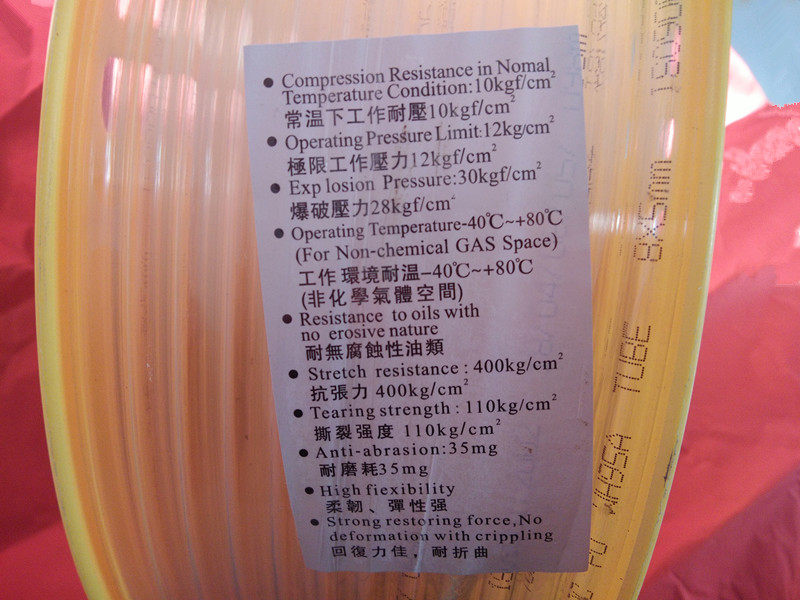 • Compression Resistance in Nomal
Temperature Condition:10kgf/cm²
常温下工作耐壓10kgf/cm²
• Operating Pressure Limit:12kg/cm²
極限工作壓力12kgf/cm²
• Exp losion Pressure:30kgf/cm²
爆破壓力28kgf/cm²
• Operating Temperature-40℃~+80℃
(For Non-chemical GAS Space)
工作環境耐溫-40℃~+80℃
(非化學氣體空間)
• Resistance to oils with
no erosive nature
耐無腐蝕性油類
• Stretch resistance : 400kg/cm²
抗張力 400kg/cm²
• Tearing strength : 110kg/cm²
撕裂强度 110kg/cm²
• Anti-abrasion:35mg
耐磨耗35mg
• High fiexibility
柔韌、彈性强
• Strong restoring force,No
deformation with crippling
回復力佳，耐折曲
8X5MM
TUBE